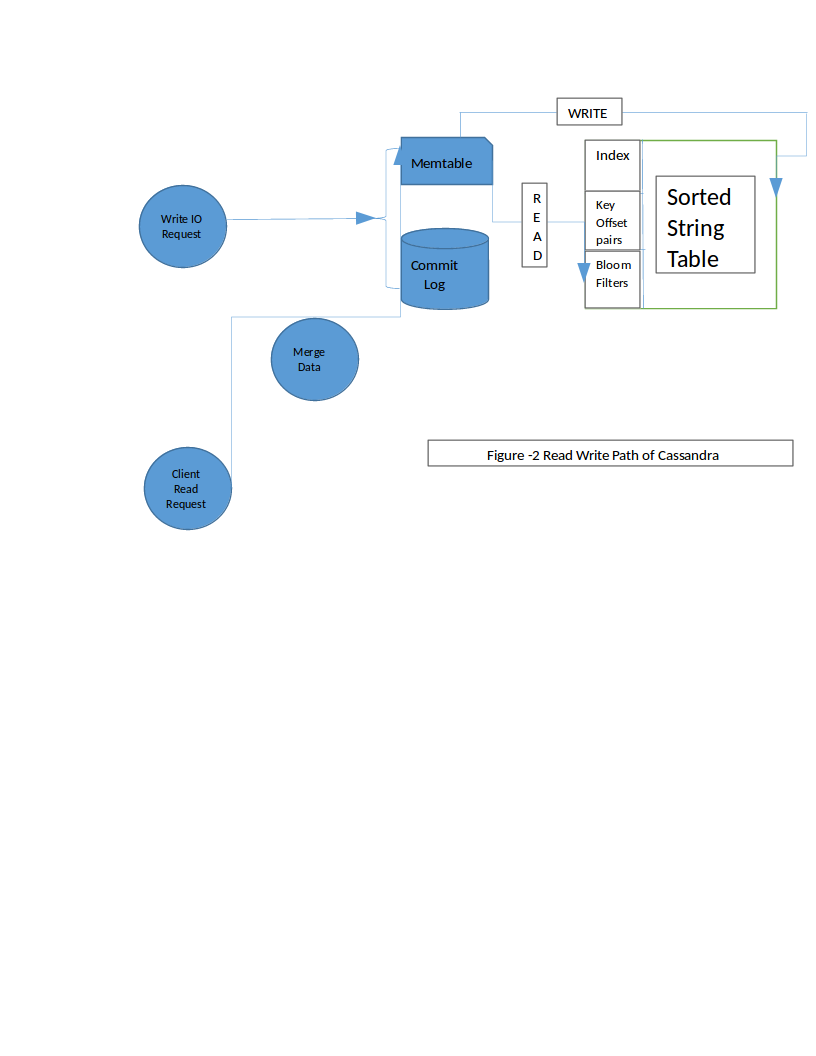 WRITE
Memtable
Index
Key
Offset
pairs
Bloom
Filters
Sorted
String
Table
R
E
A
D
Write IO
Request
Commit
Log
Merge
Data
Client
Read
Request
Figure -2 Read Write Path of Cassandra